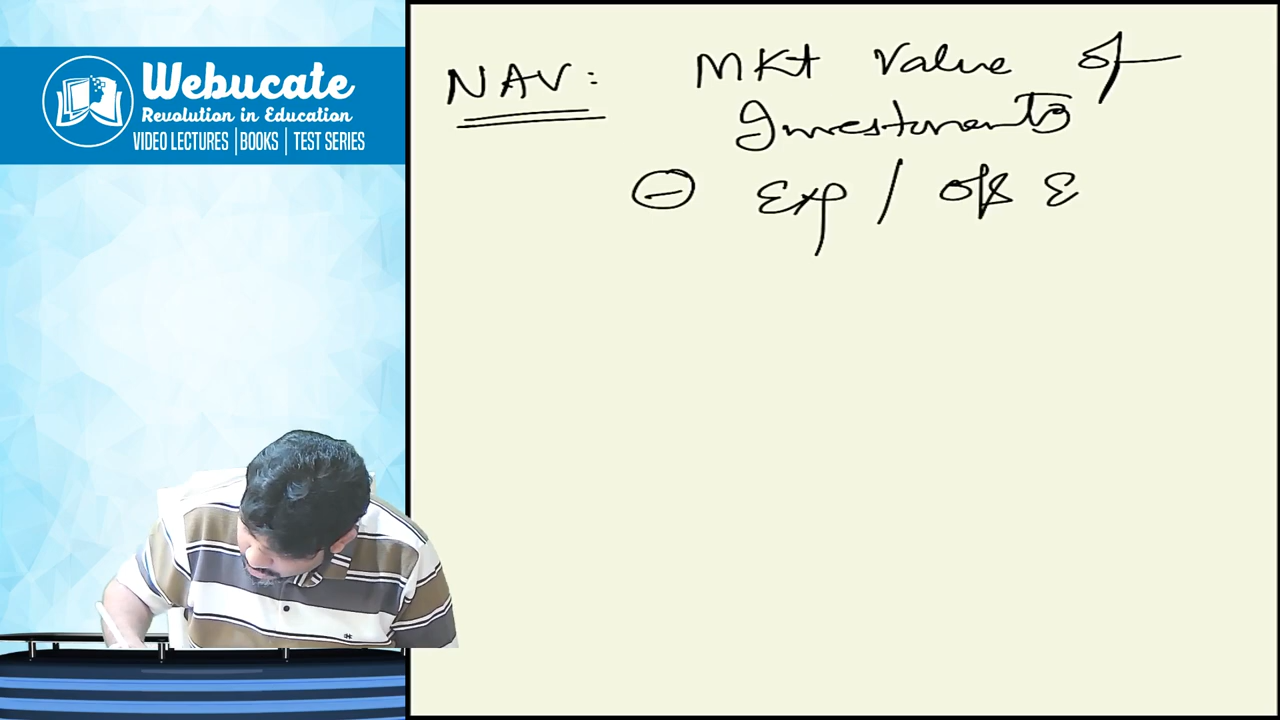 Webucate
Revolution in Education
VIDEO LECTURES | BOOKS | TEST SERIES
NAV: MKt Value of
Investments
⊖ Exp / o/s E